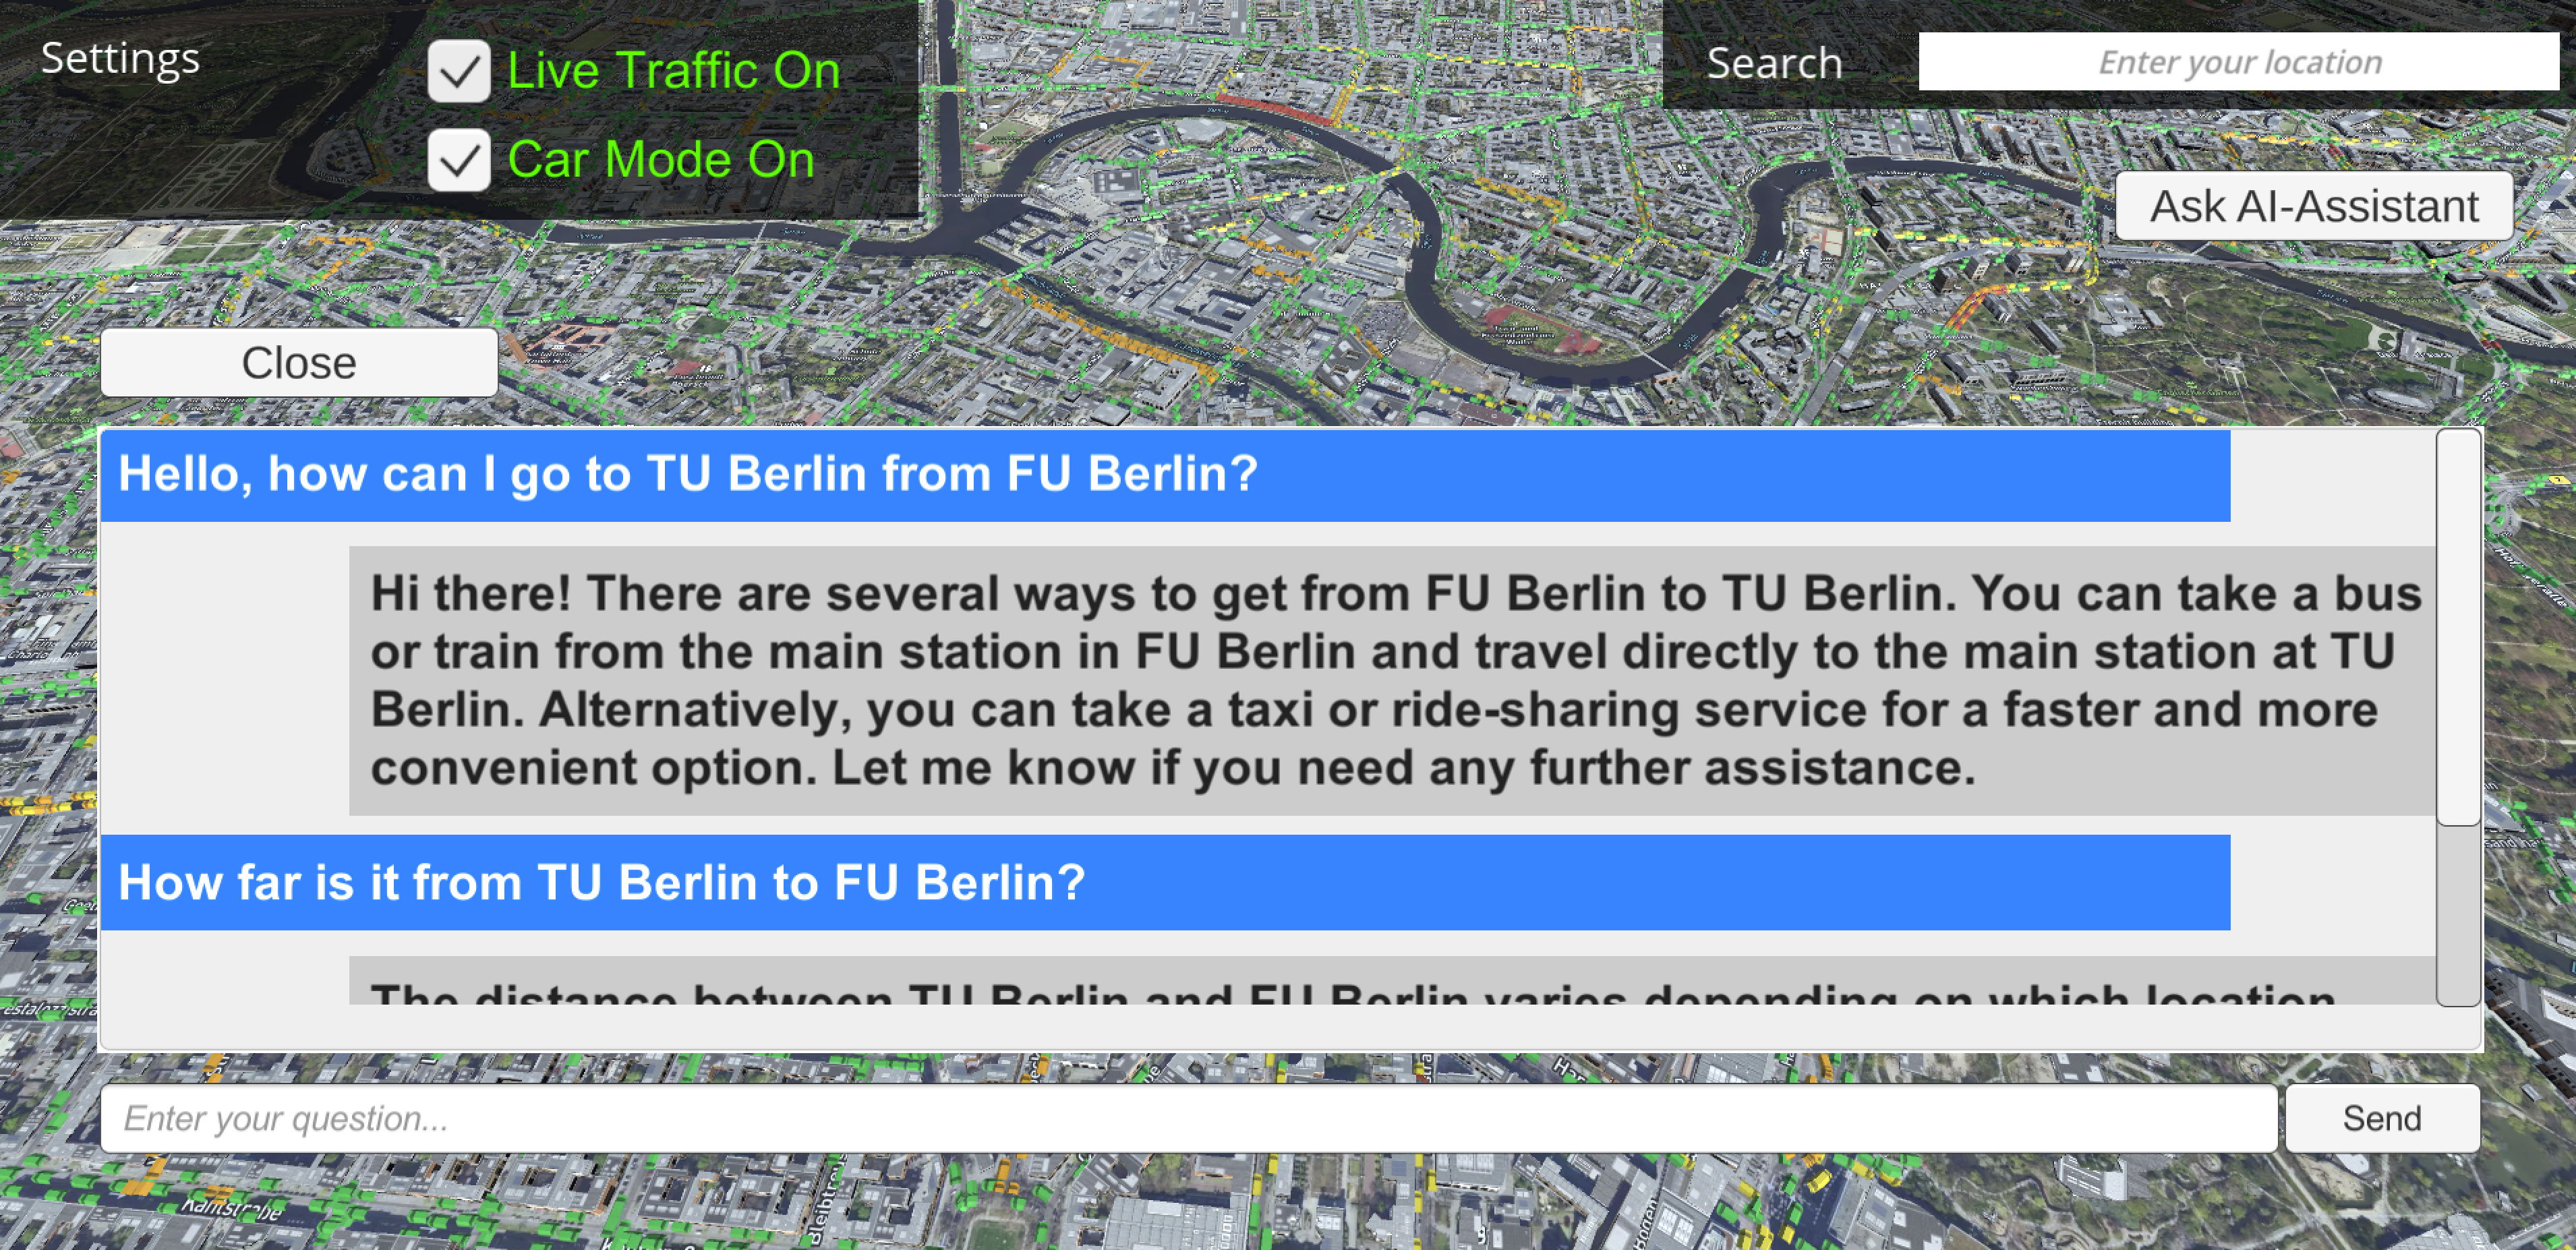 Settings
Live Traffic On
Car Mode On
Search
Enter your location
Ask AI-Assistant
Close
Hello, how can I go to TU Berlin from FU Berlin?
Hi there! There are several ways to get from FU Berlin to TU Berlin. You can take a bus
or train from the main station in FU Berlin and travel directly to the main station at TU
Berlin. Alternatively, you can take a taxi or ride-sharing service for a faster and more
convenient option. Let me know if you need any further assistance.
How far is it from TU Berlin to FU Berlin?
The distance between TU Berlin and FU Berlin varies depending on which location
Enter your question...
Send
Kantstraße